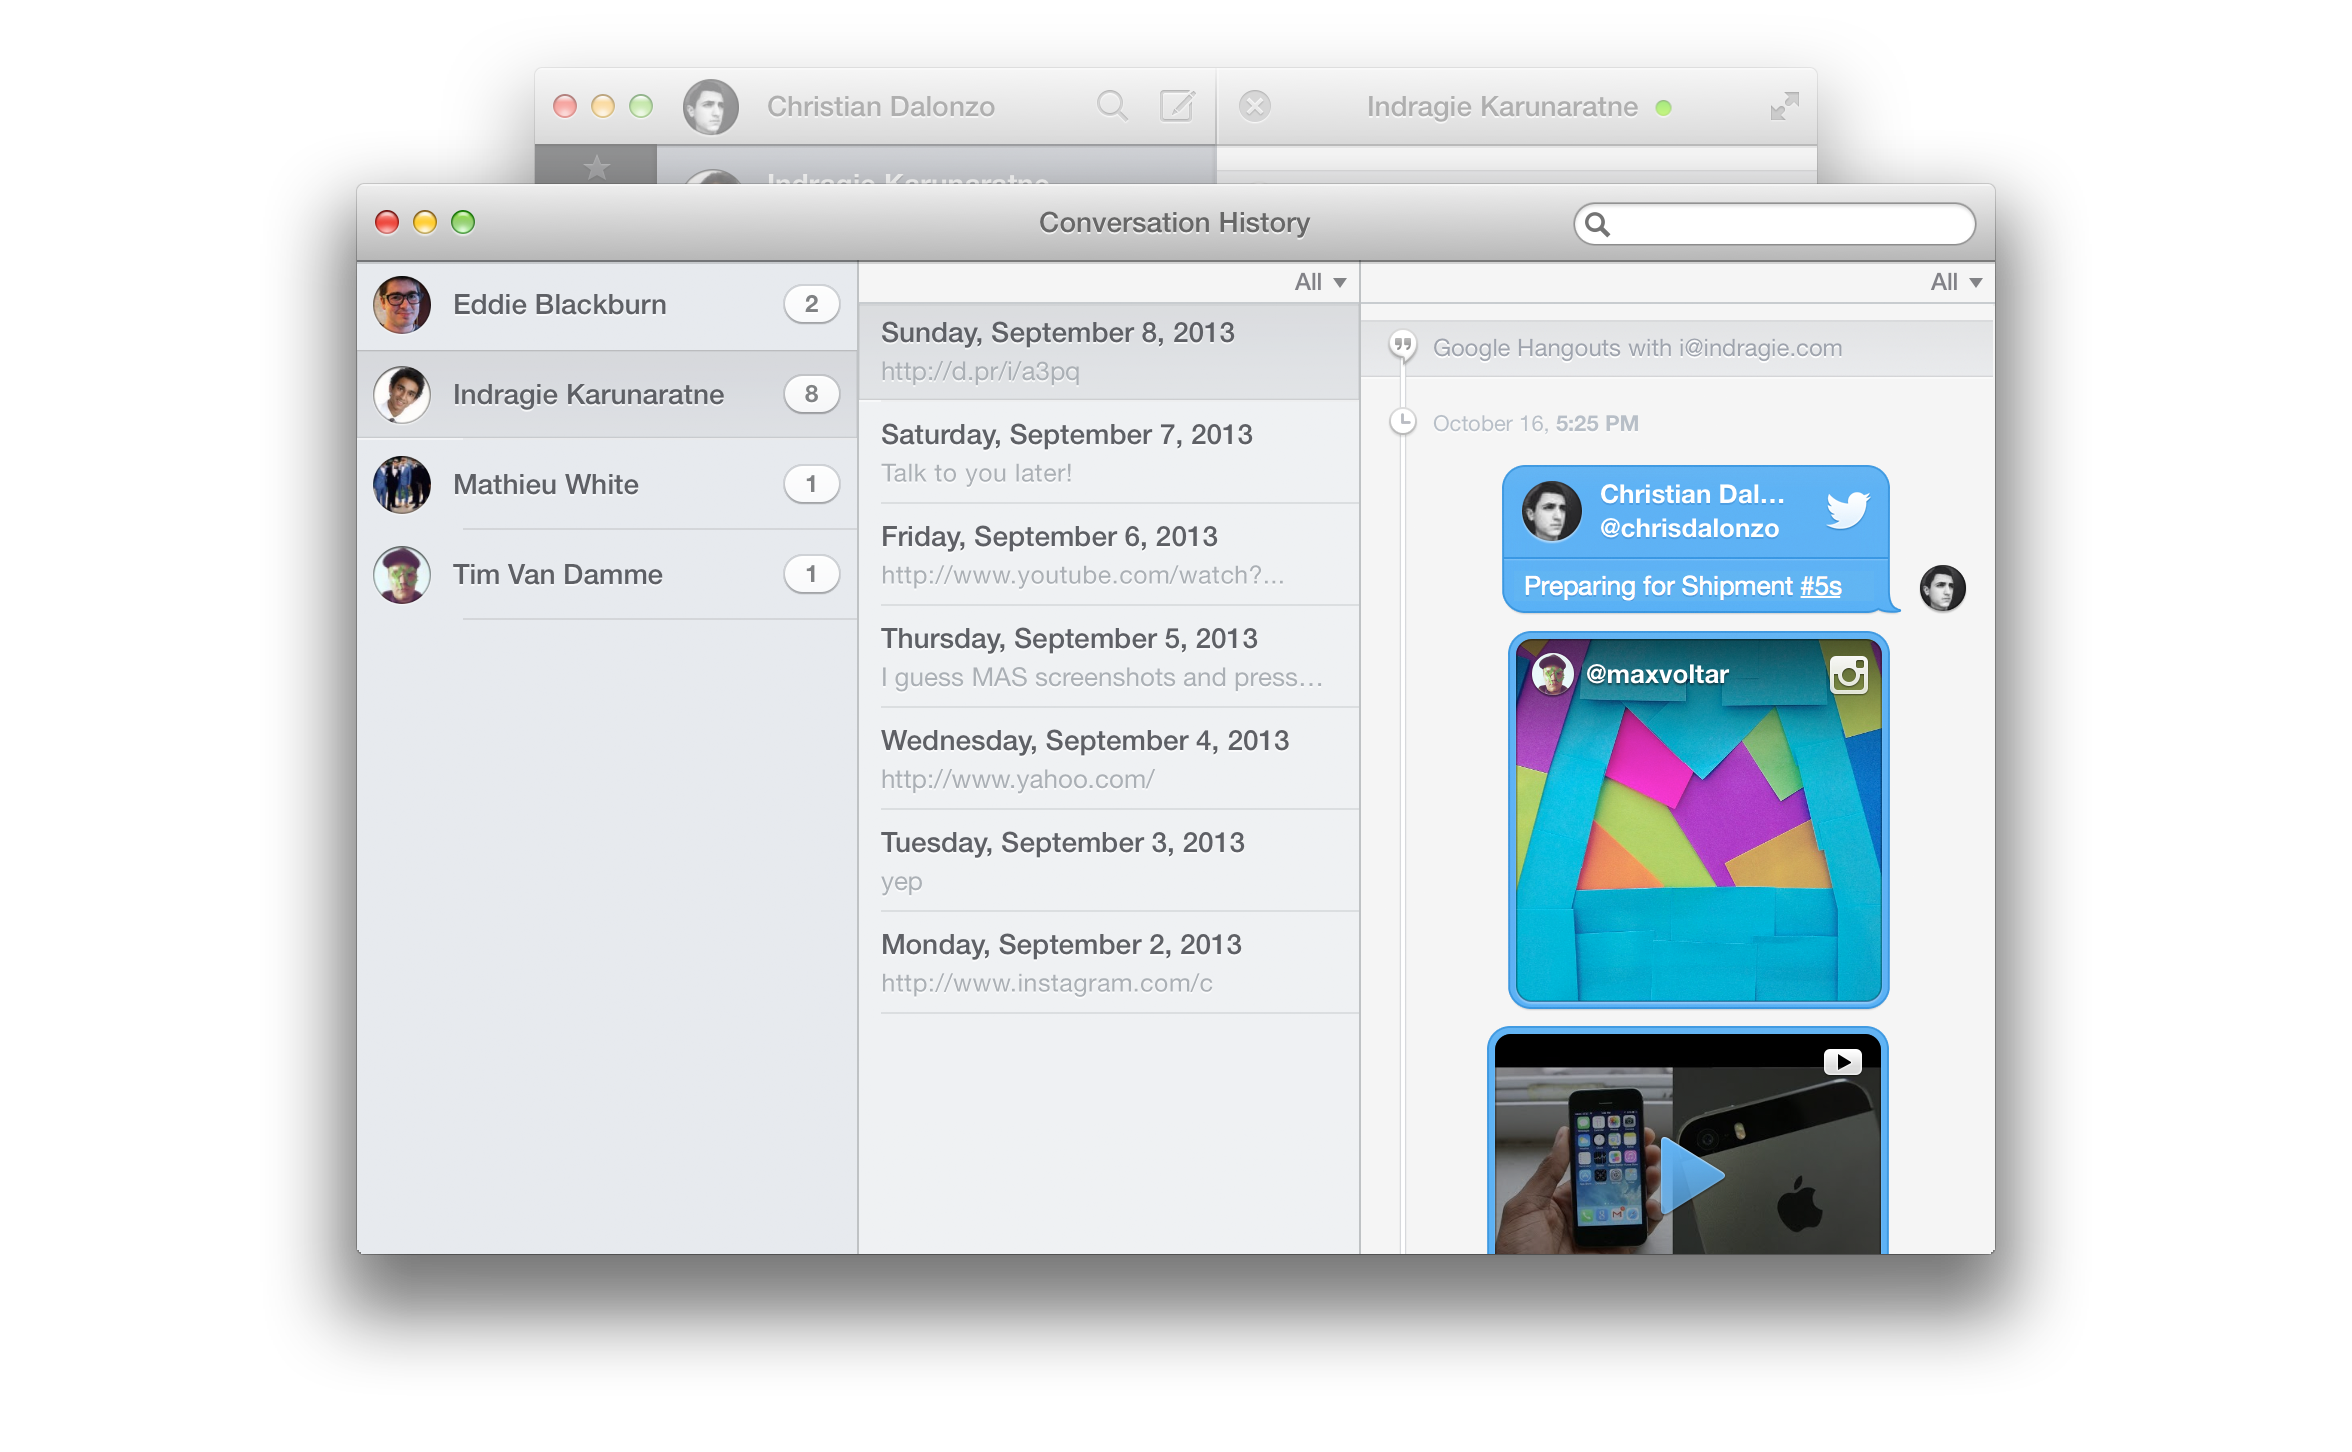 Christian Dalonzo
Indragie Karunaratne
Indragie Karunaratne
Conversation History
Eddie Blackburn
2
Indragie Karunaratne
8
Mathieu White
1
Tim Van Damme
1
All
Sunday, September 8, 2013
http://d.pr/i/a3pq
Saturday, September 7, 2013
Talk to you later!
Friday, September 6, 2013
http://www.youtube.com/watch?...
Thursday, September 5, 2013
I guess MAS screenshots and press...
Wednesday, September 4, 2013
http://www.yahoo.com/
Tuesday, September 3, 2013
yep
Monday, September 2, 2013
http://www.instagram.com/c
All
Google Hangouts with i@indragie.com
October 16, 5:25 PM
Christian Dal...
@chrisdalonzo
Preparing for Shipment #5s
@maxvoltar